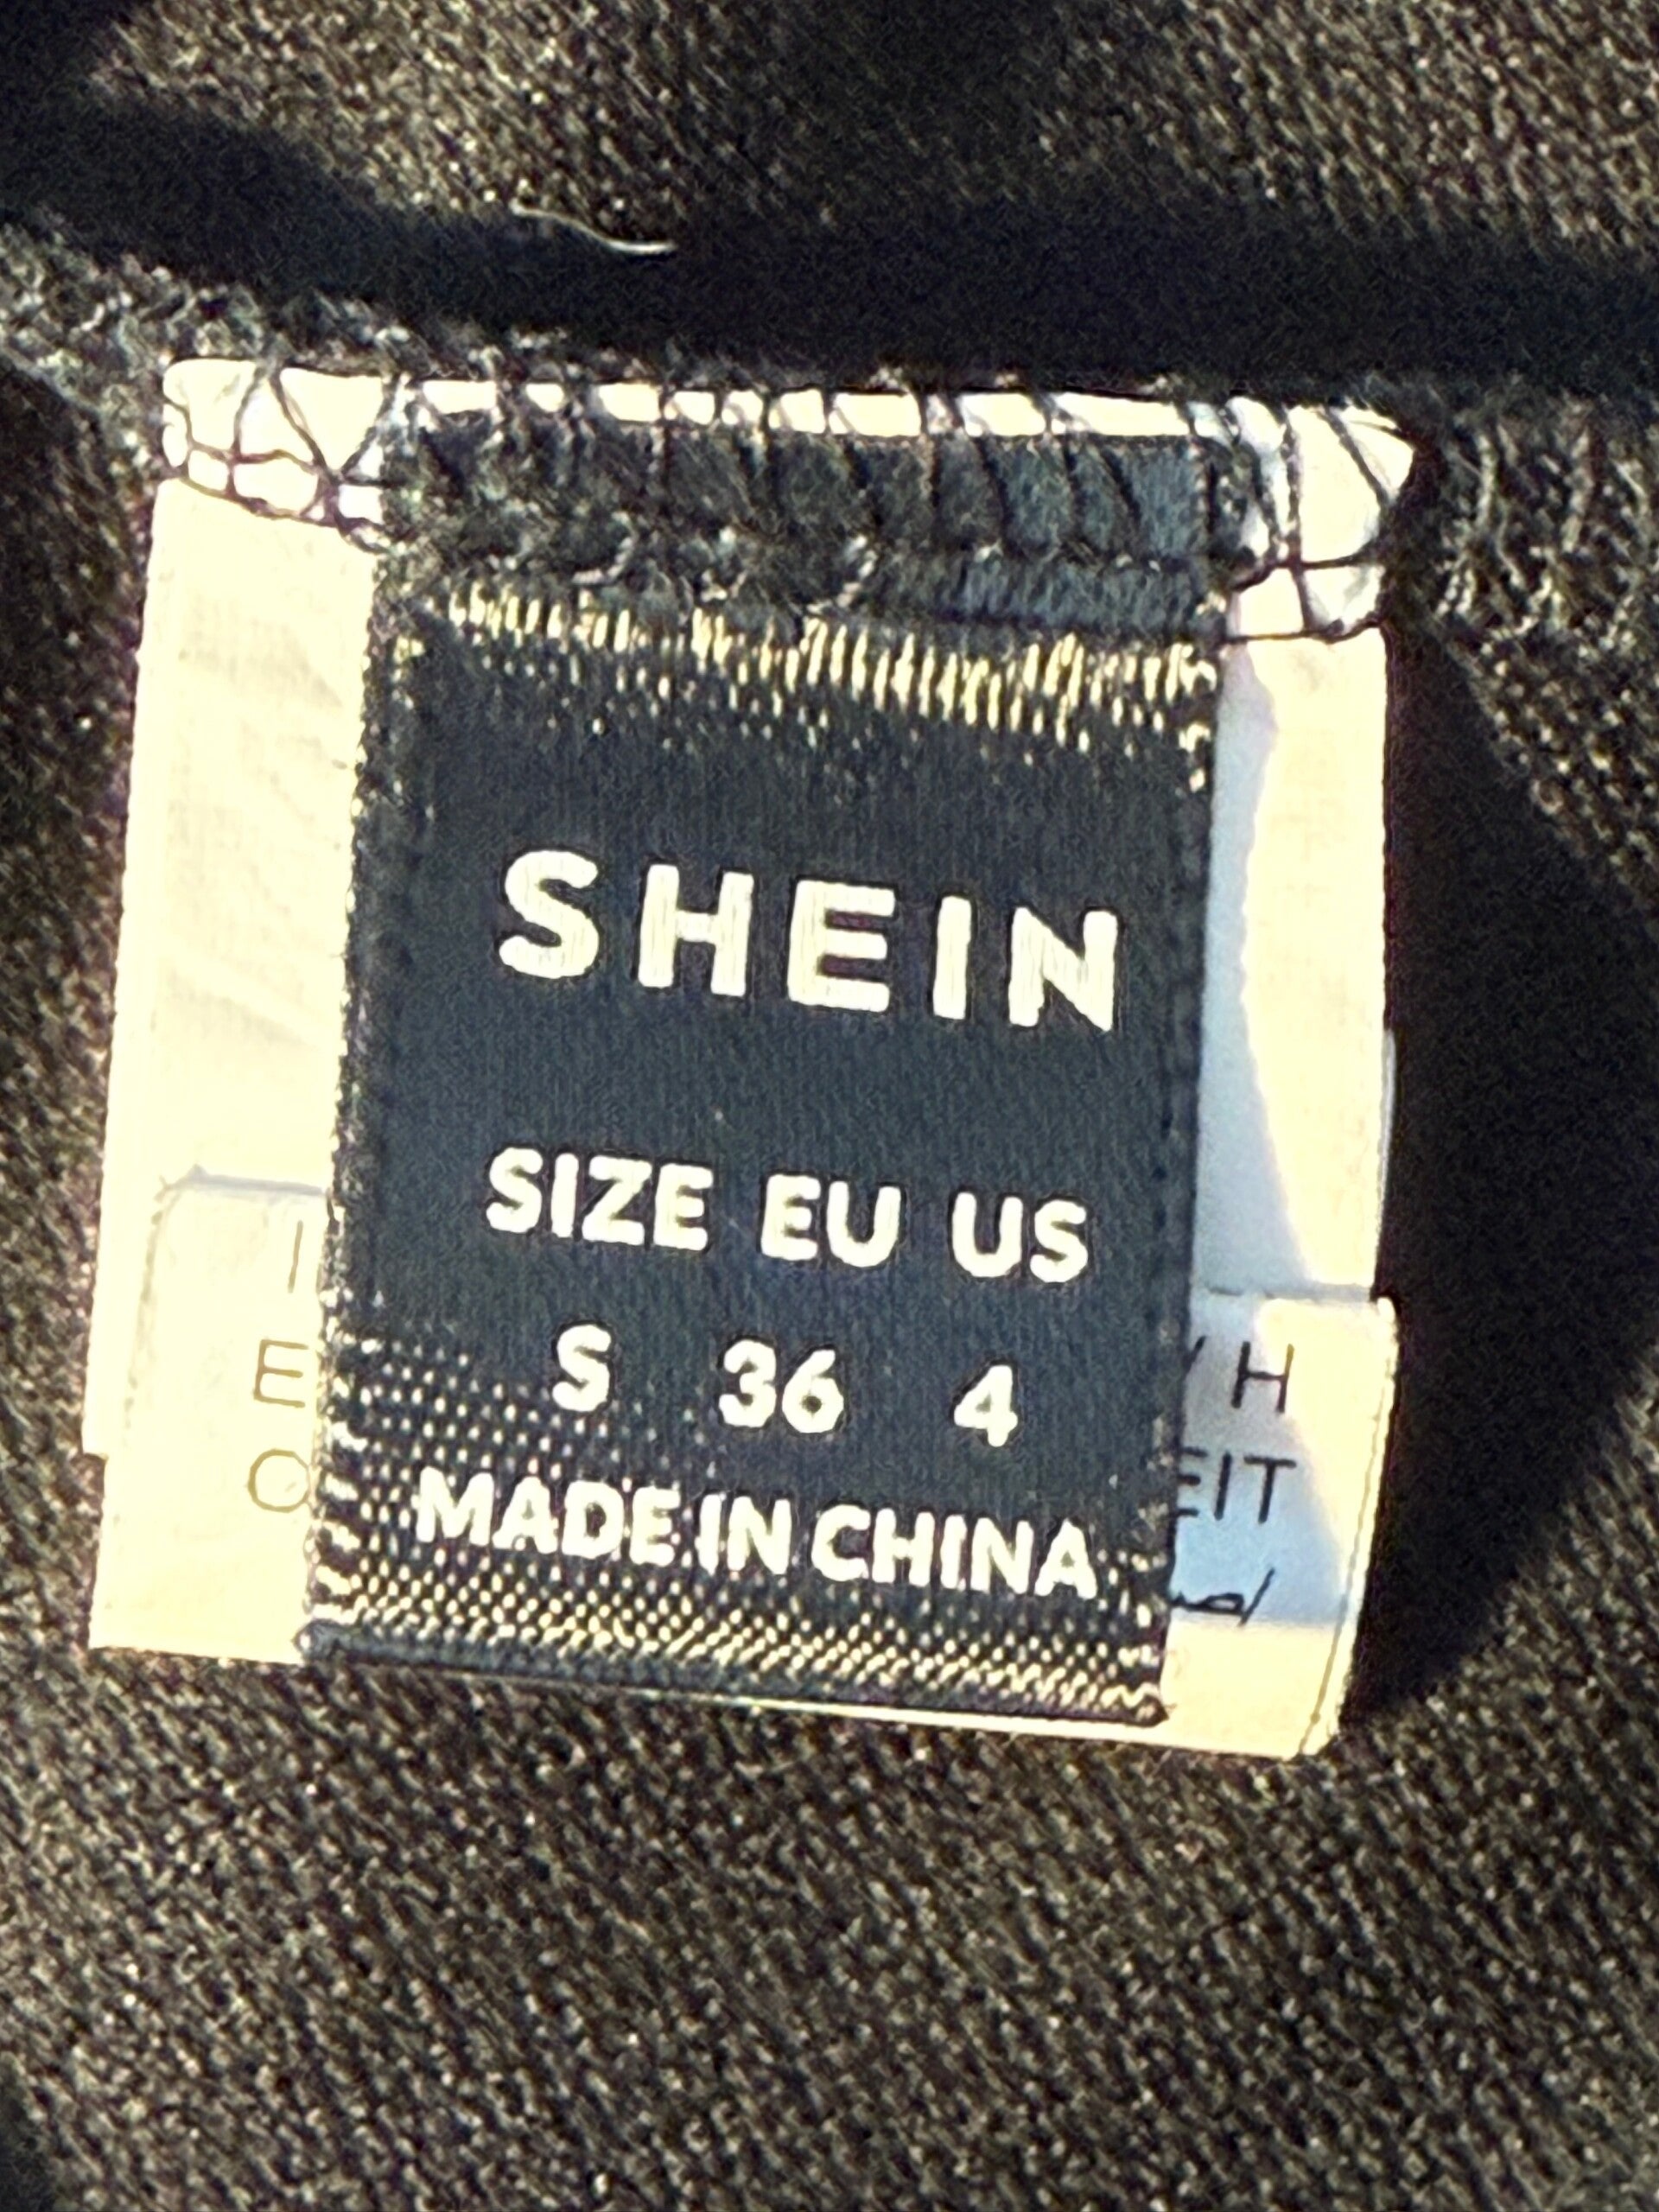 SHEIN
SIZE EU US
S 36 4
MADE IN CHINA